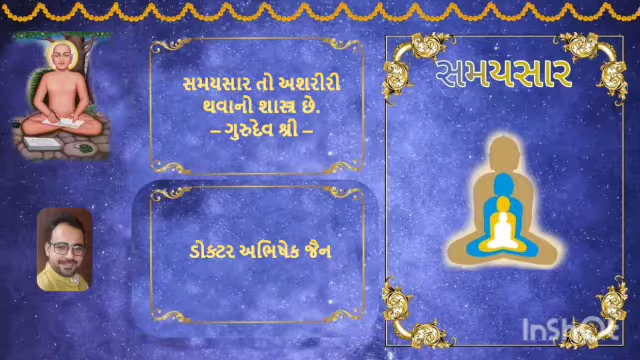 સમયસાર તો અશરીરી
થવાનો શાસ્ત્ર છે.
– ગુરુદેવ શ્રી –
ડોક્ટર અભિષેક જૈન
સમયસાર
InShOt